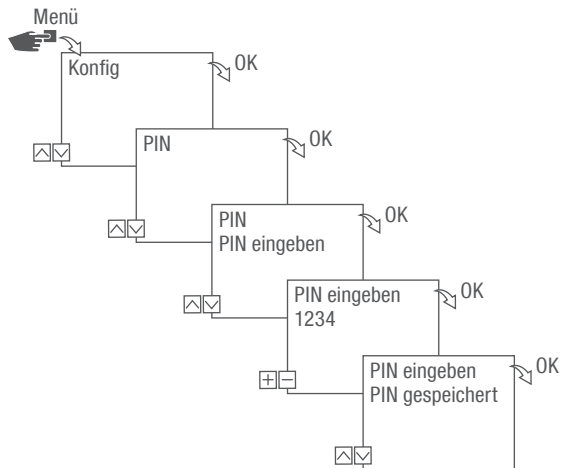 Menü
Konfig
OK
PIN
OK
PIN
PIN eingeben
OK
PIN eingeben
1234
OK
PIN eingeben
PIN gespeichert
OK